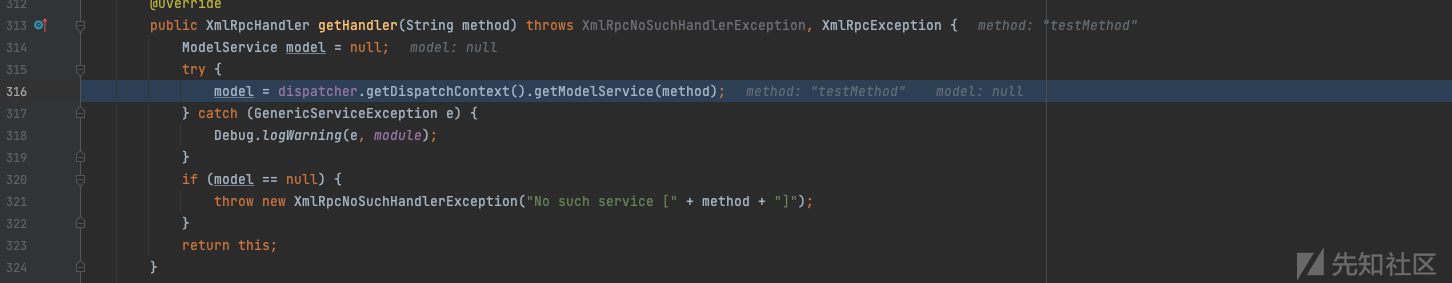 312 @Override
313 public XmlRpcHandler getHandler(String method) throws XmlRpcNoSuchHandlerException, XmlRpcException { method: "testMethod"
314 ModelService model = null; model: null
315 try {
316 model = dispatcher.getDispatchContext().getModelService(method); method: "testMethod" model: null
317 } catch (GenericServiceException e) {
318 Debug.logWarning(e, module);
319 }
320 if (model == null) {
321 throw new XmlRpcNoSuchHandlerException("No such service [" + method + "]");
322 }
323 return this;
324 }
先知社区